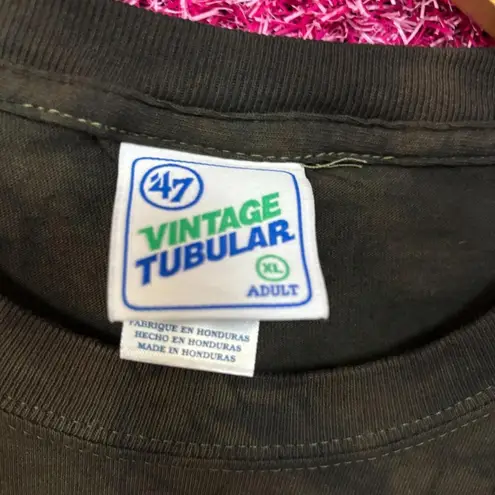 '47
VINTAGE
TUBULAR
XL
ADULT
FABRIQUE EN HONDURAS
HECHO EN HONDURAS
MADE IN HONDURAS